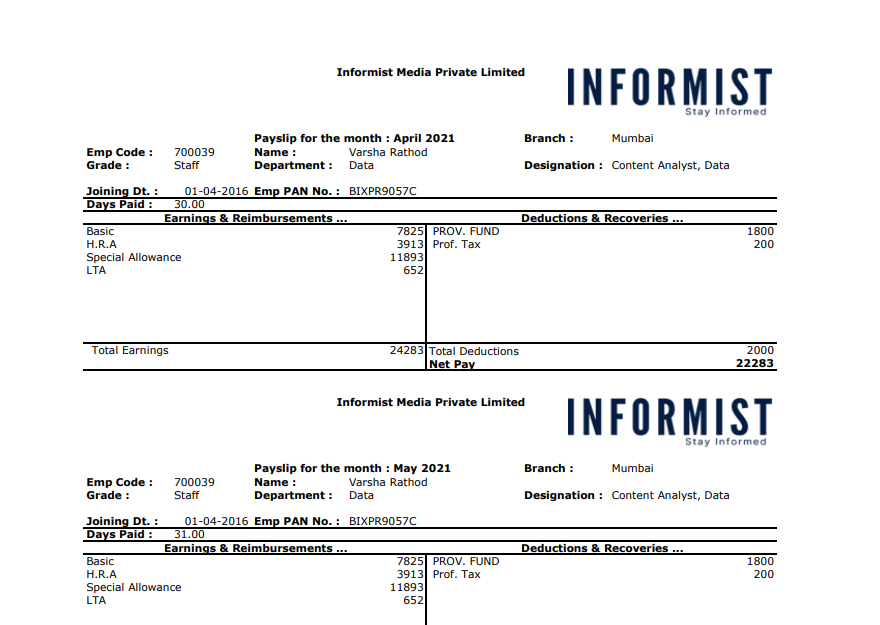 Informist Media Private Limited
INFORMIST
Stay Informed
Payslip for the month : April 2021 Branch : Mumbai
Emp Code : 700039 Name : Varsha Rathod
Grade : Staff Department : Data Designation : Content Analyst, Data
Joining Dt. : 01-04-2016 Emp PAN No. : BIXPR9057C
Days Paid : 30.00
Earnings & Reimbursements ... Deductions & Recoveries ...
Basic 7825 PROV. FUND 1800
H.R.A 3913 Prof. Tax 200
Special Allowance 11893
LTA 652
Total Earnings 24283 Total Deductions 2000
Net Pay 22283
Informist Media Private Limited
INFORMIST
Stay Informed
Payslip for the month : May 2021 Branch : Mumbai
Emp Code : 700039 Name : Varsha Rathod
Grade : Staff Department : Data Designation : Content Analyst, Data
Joining Dt. : 01-04-2016 Emp PAN No. : BIXPR9057C
Days Paid : 31.00
Earnings & Reimbursements ... Deductions & Recoveries ...
Basic 7825 PROV. FUND 1800
H.R.A 3913 Prof. Tax 200
Special Allowance 11893
LTA 652